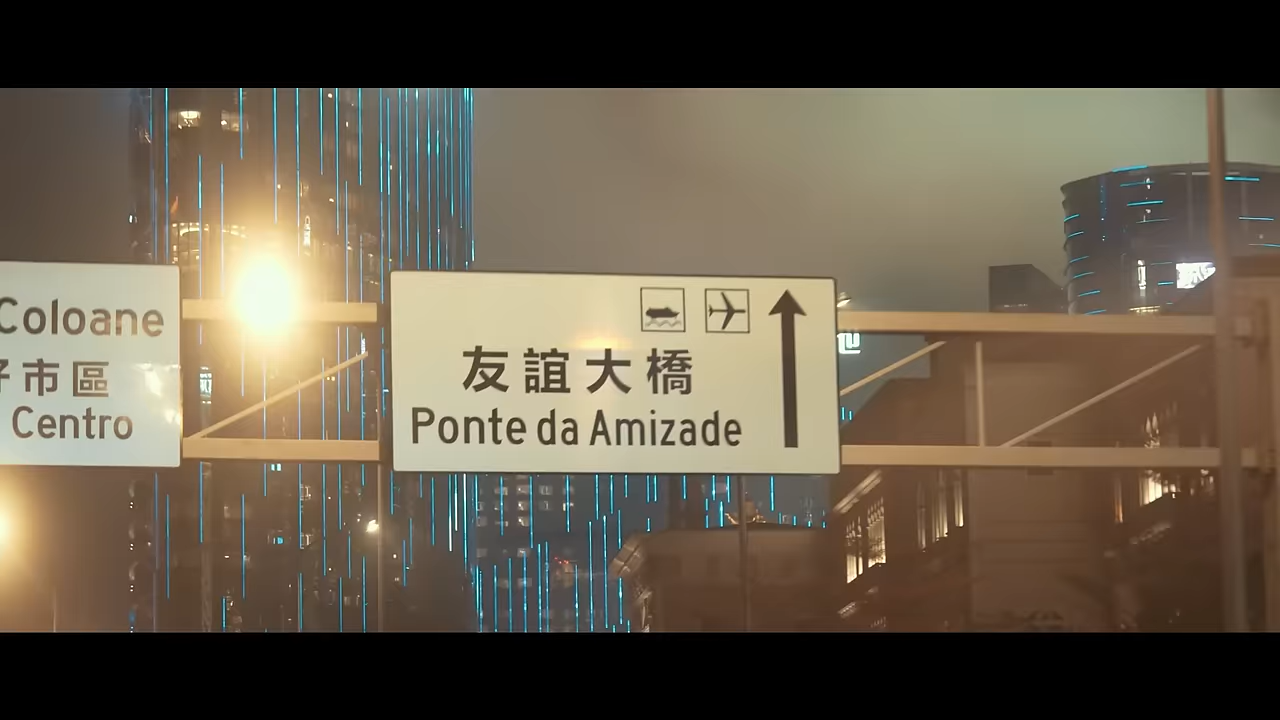 Coloane
市區
Centro
友誼大橋
Ponte da Amizade